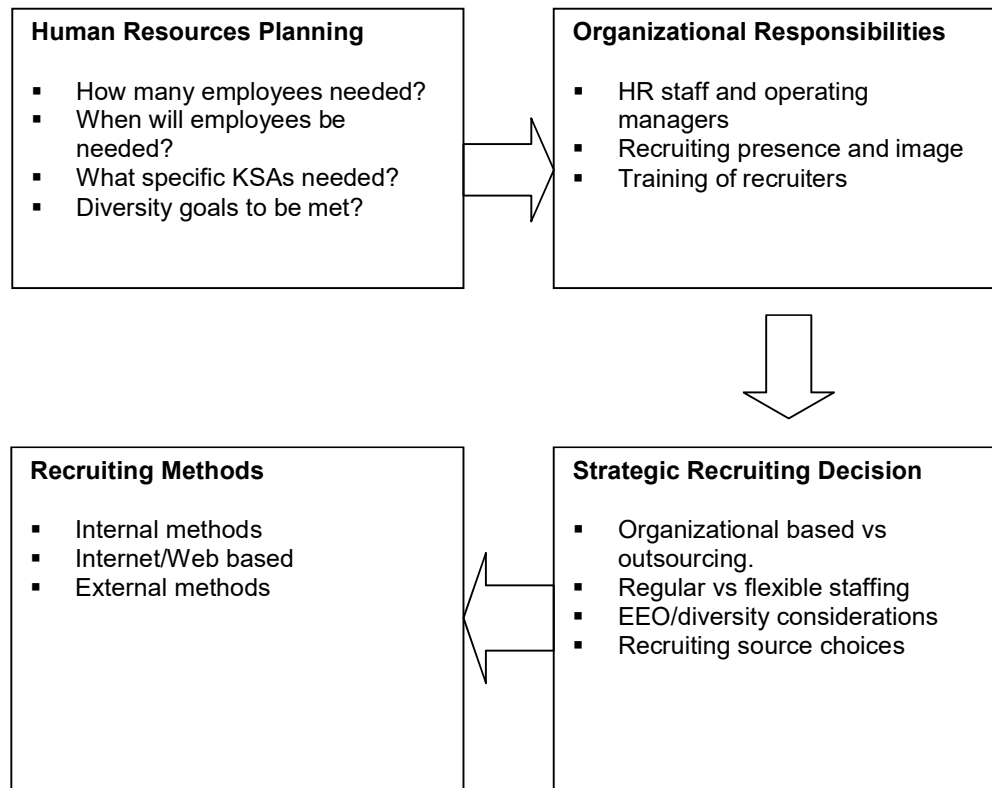 Human Resources Planning
▪ How many employees needed?
▪ When will employees be
needed?
▪ What specific KSAs needed?
▪ Diversity goals to be met?
Organizational Responsibilities
▪ HR staff and operating
managers
▪ Recruiting presence and image
▪ Training of recruiters
Strategic Recruiting Decision
▪ Organizational based vs
outsourcing.
▪ Regular vs flexible staffing
▪ EEO/diversity considerations
▪ Recruiting source choices
Recruiting Methods
▪ Internal methods
▪ Internet/Web based
▪ External methods